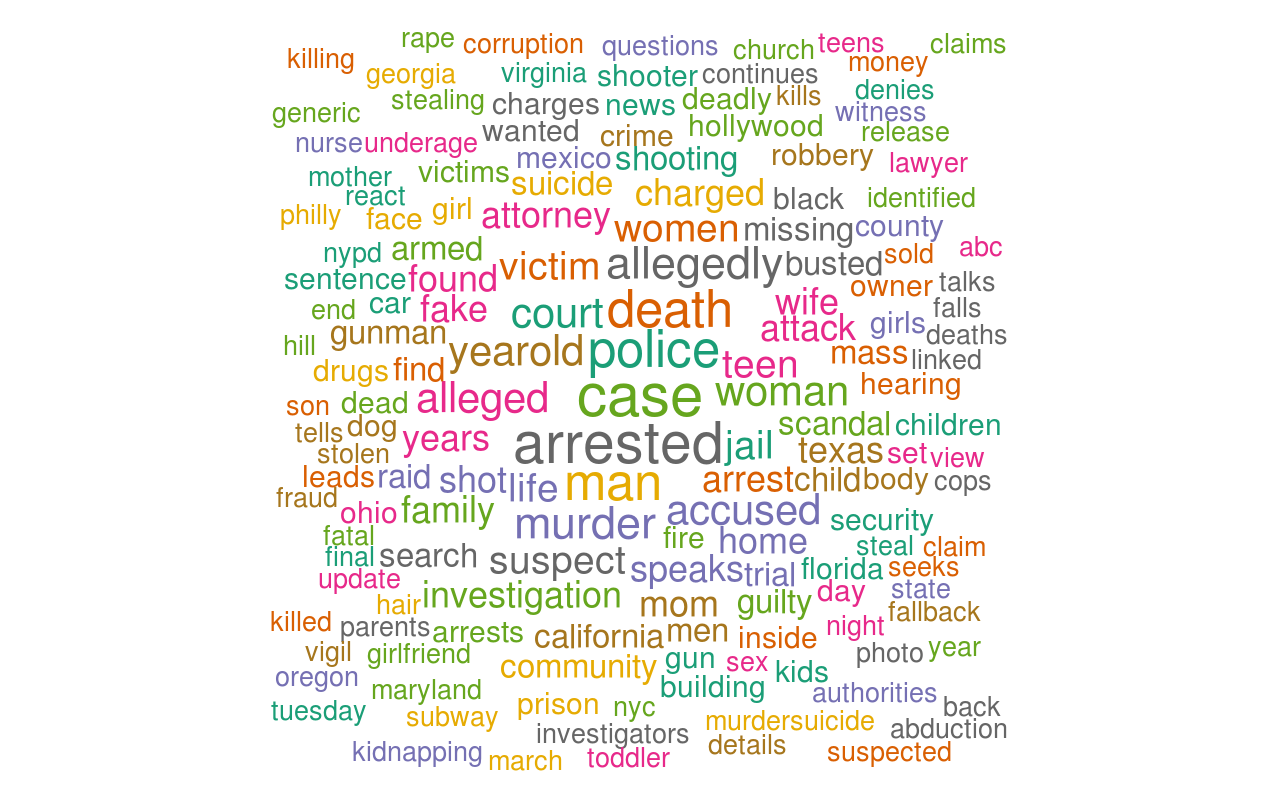 rape corruption questions church teens claims
killing georgia virginia shooter continues money
generic stealing charges news deadly kills denies witness
nurse underage wanted crime hollywood release
mother victims mexico shooting robbery lawyer
react suicide charged black identified
philly face girl attorney women missing county
nypd armed victim allegedly busted sold abc
sentence found owner talks
end car fake court death wife falls
hill gunman attack girls deaths
drugs find yearold police teen mass linked
son dead alleged case woman hearing
tells dog years arrested jail scandal children
stolen texas set view
leads raid shot life man arrest child body cops
fraud ohio family murder accused security
fatal fire home steal claim
final search suspect speaks trial florida seeks
update hair investigation mom guilty day state
killed parents arrests california men inside night fallback
vigil girlfriend community gun sex kids photo year
oregon maryland building authorities
tuesday subway prison nyc murdersuicide back
investigators abduction
kidnapping march toddler details suspected